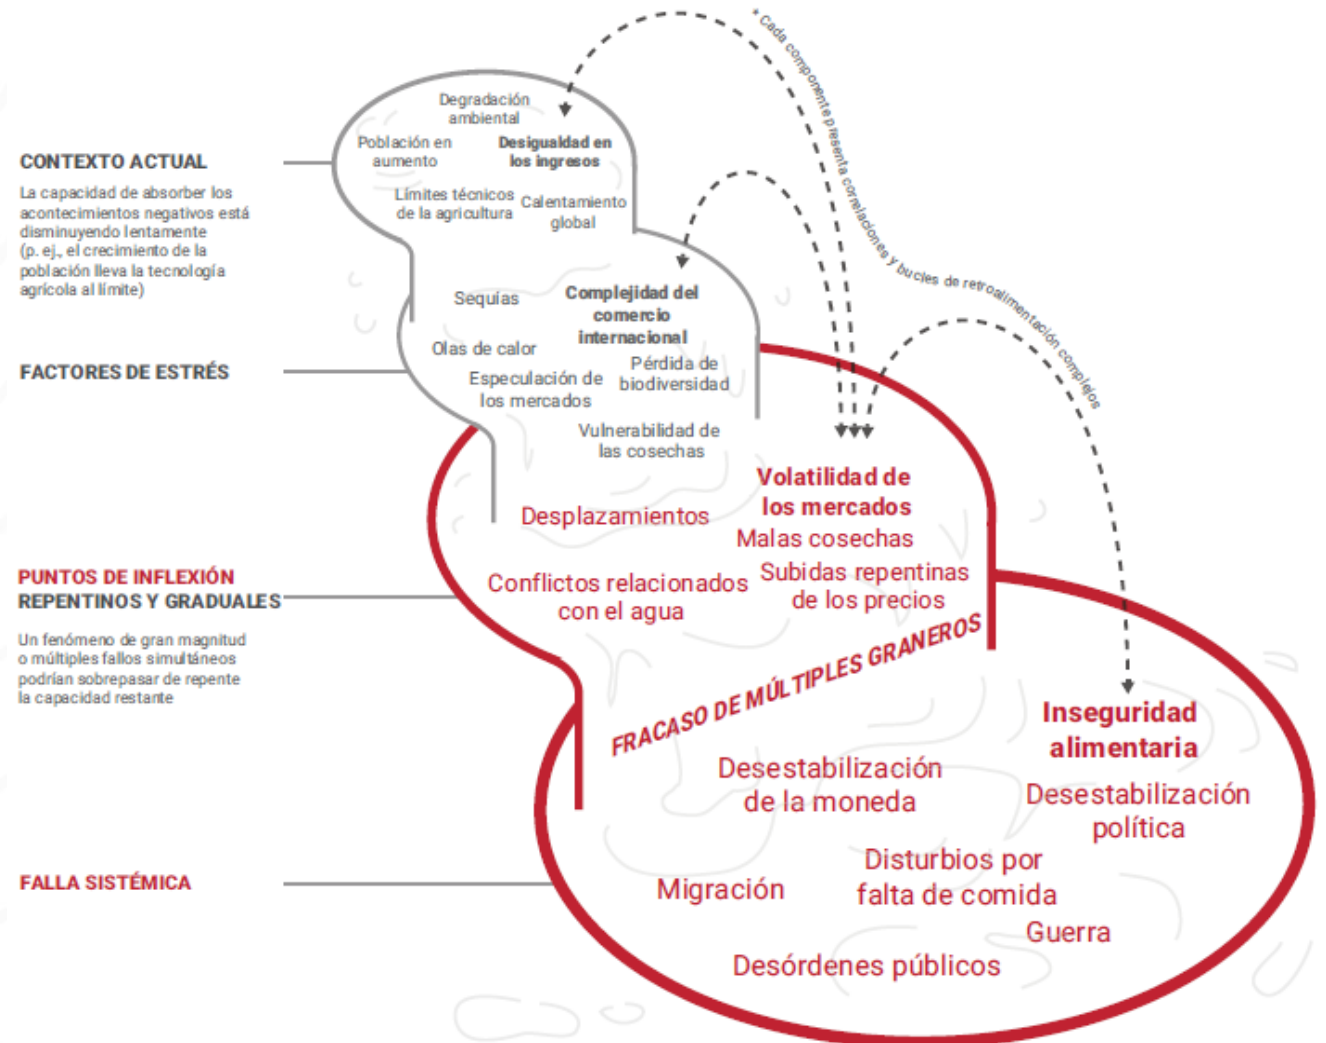 * Cada componente presenta correlaciones y bucles de retroalimentación complejos
CONTEXTO ACTUAL
La capacidad de absorber los
acontecimientos negativos está
disminuyendo lentamente
(p. ej., el crecimiento de la
población lleva la tecnología
agrícola al límite)
Degradación
ambiental
Población en
aumento
Desigualdad en
los ingresos
Límites técnicos
de la agricultura
Calentamiento
global
FACTORES DE ESTRÉS
Sequías
Complejidad del
comercio
internacional
Olas de calor
Pérdida de
biodiversidad
Especulación de
los mercados
Vulnerabilidad de
las cosechas
PUNTOS DE INFLEXIÓN
REPENTINOS Y GRADUALES
Un fenómeno de gran magnitud
o múltiples fallos simultáneos
podrían sobrepasar de repente
la capacidad restante
Volatilidad de
los mercados
Desplazamientos
Malas cosechas
Conflictos relacionados
con el agua
Subidas repentinas
de los precios
FRACASO DE MÚLTIPLES GRANEROS
FALLA SISTÉMICA
Inseguridad
alimentaria
Desestabilización
de la moneda
Desestabilización
política
Disturbios por
falta de comida
Migración
Guerra
Desórdenes públicos